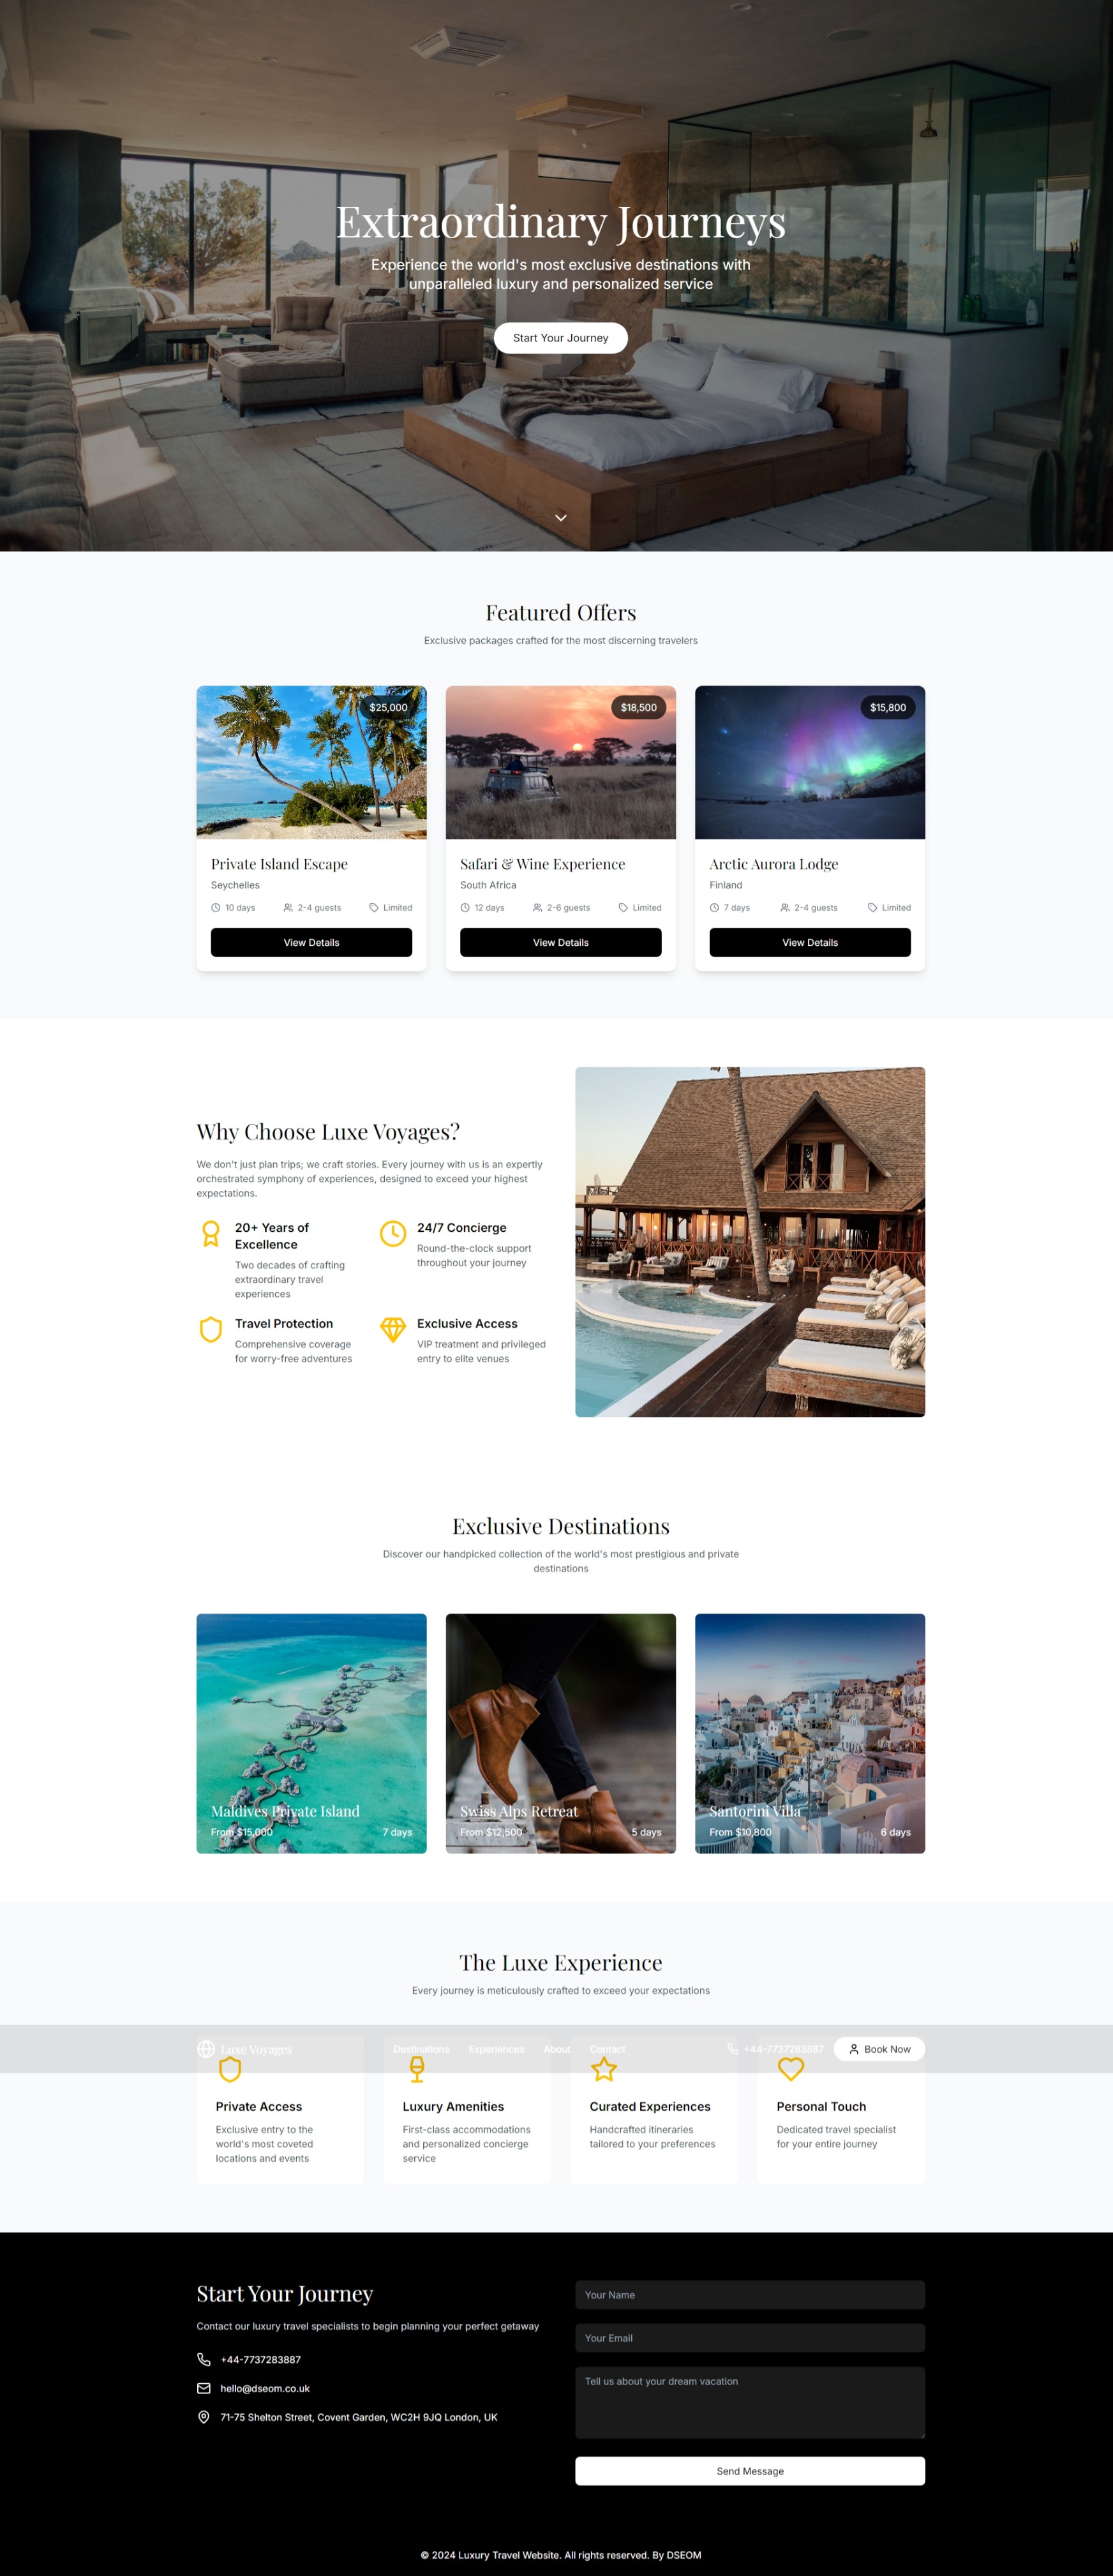 Extraordinary Journeys
Experience the world's most exclusive destinations with
unparalleled luxury and personalized service
Start Your Journey
Featured Offers
Exclusive packages crafted for the most discerning travelers
$25,000
Private Island Escape
Seychelles
10 days
2-4 guests
Limited
View Details
$18,500
Safari & Wine Experience
South Africa
12 days
2-6 guests
Limited
View Details
$15,800
Arctic Aurora Lodge
Finland
7 days
2-4 guests
Limited
View Details
Why Choose Luxe Voyages?
We don't just plan trips; we craft stories. Every journey with us is an expertly
orchestrated symphony of experiences, designed to exceed your highest
expectations.
20+ Years of
Excellence
Two decades of crafting
extraordinary travel
experiences
24/7 Concierge
Round-the-clock support
throughout your journey
Travel Protection
Comprehensive coverage
for worry-free adventures
Exclusive Access
VIP treatment and privileged
entry to elite venues
Exclusive Destinations
Discover our handpicked collection of the world's most prestigious and private
destinations
Maldives Private Island
From $15,000
7 days
Swiss Alps Retreat
From $12,500
5 days
Santorini Villa
From $10,800
6 days
The Luxe Experience
Every journey is meticulously crafted to exceed your expectations
Luxe Voyages
Destinations
Experiences
About
Contact
+44-7737283887
Book Now
Private Access
Exclusive entry to the
world's most coveted
locations and events
Luxury Amenities
First-class accommodations
and personalized concierge
service
Curated Experiences
Handcrafted itineraries
tailored to your preferences
Personal Touch
Dedicated travel specialist
for your entire journey
Start Your Journey
Contact our luxury travel specialists to begin planning your perfect getaway
+44-7737283887
hello@dseom.co.uk
71-75 Shelton Street, Covent Garden, WC2H 9JQ London, UK
Your Name
Your Email
Tell us about your dream vacation
Send Message
© 2024 Luxury Travel Website. All rights reserved. By DSEOM